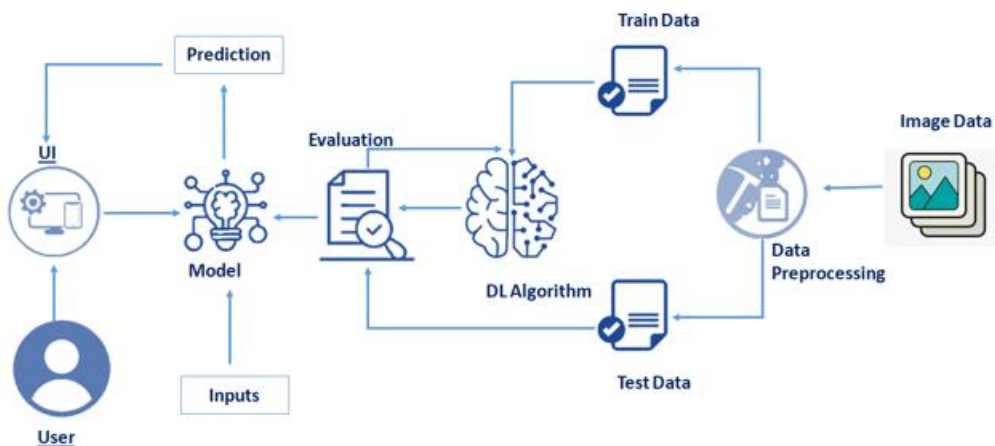 Train Data
Prediction
Image Data
Evaluation
UI
Data
Preprocessing
Model
DL Algorithm
Test Data
Inputs
User